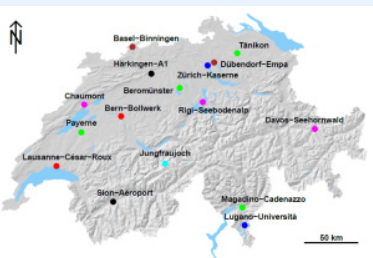 N
Basel-Binningen
Tänikon
Härkingen-A1
Dübendorf-Empa
Zürich-Kaserne
Beromünster
Chaumont
Bern-Bollwerk
Rigi-Seebodenalp
Payerne
Davos-Seehornwald
Jungfraujoch
Lausanne-César-Roux
Sion-Aéroport
Magadino-Cadenazzo
Lugano-Università
50 km